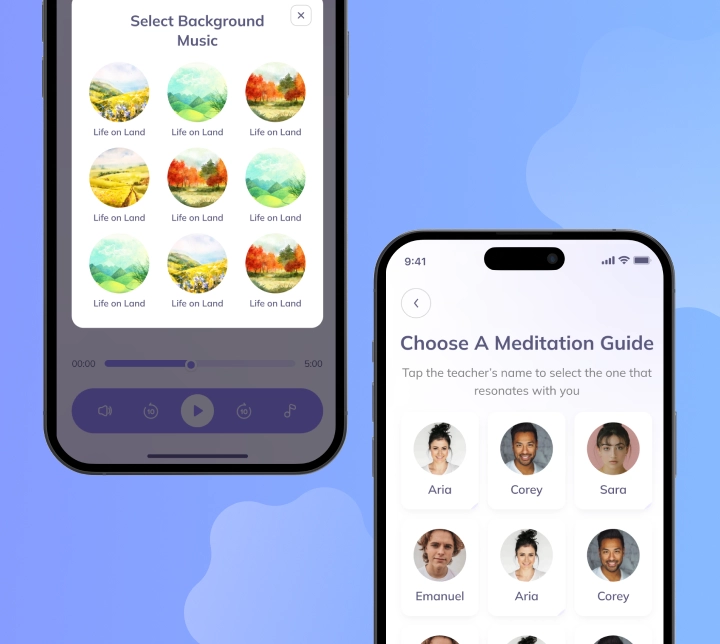 Select Background
Music
Life on Land
Life on Land
Life on Land
Life on Land
Life on Land
Life on Land
Life on Land
Life on Land
Life on Land
00:00
5:00
10
10
9:41
Choose A Meditation Guide
Tap the teacher's name to select the one that
resonates with you
Aria
Corey
Sara
Emanuel
Aria
Corey